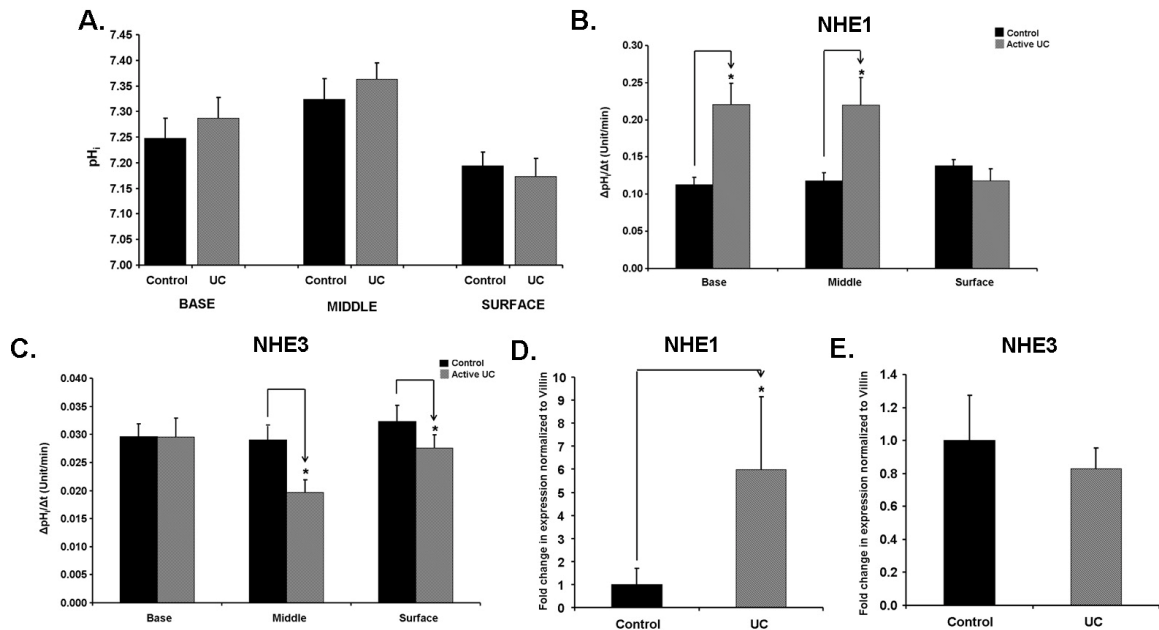 A.
7.45
7.40
7.35
7.30
7.25
7.20
7.15
7.10
7.05
7.00
pHi
Control UC Control UC Control UC
BASE MIDDLE SURFACE
B.
NHE1
Control
Active UC
0.30
0.25
0.20
0.15
0.10
0.05
0.00
ΔpHi/Δt (Unit/min)
* *
Base Middle Surface
C.
NHE3
Control
Active UC
0.040
0.035
0.030
0.025
0.020
0.015
0.010
0.005
0.000
ΔpHi/Δt (Unit/min)
* *
Base Middle Surface
D.
NHE1
10
9
8
7
6
5
4
3
2
1
0
Fold change in expression normalized to Villin
*
Control UC
E.
NHE3
1.4
1.2
1.0
0.8
0.6
0.4
0.2
0.0
Fold change in expression normalized to Villin
Control UC